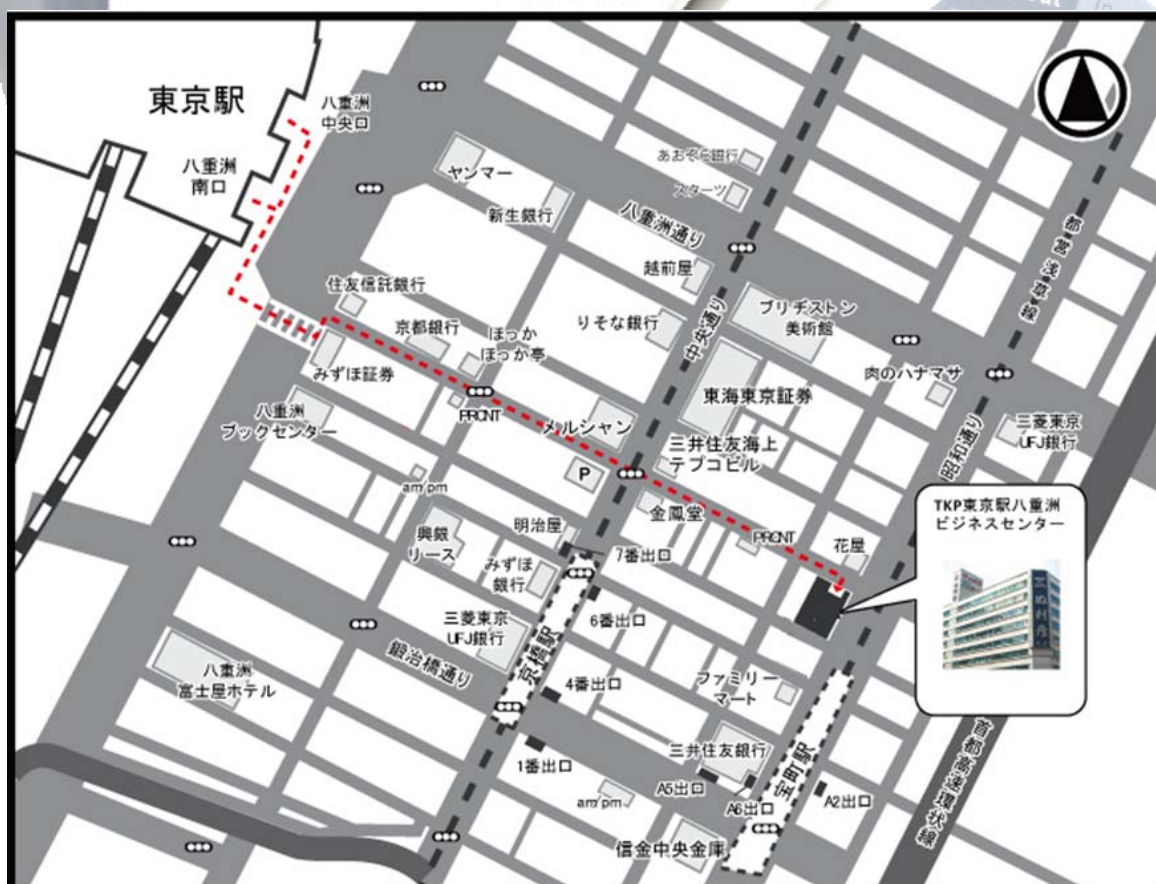 東京駅
八重洲
中央口
八重洲
南口
ヤンマー
新生銀行
あおぞら銀行
スターツ
八重洲通り
越前屋
都営浅草線
住友信託銀行
京都銀行
ほっか
ほっか亭
りそな銀行
中央通り
ブリヂストン
美術館
みずほ証券
PRONT
八重洲
ブックセンター
メルシャン
東海東京証券
肉のハナマサ
三井住友海上
テプコビル
昭和通り
三菱東京
UFJ銀行
am pm
P
金鳳堂
PRONT
花屋
TKP東京駅八重洲
ビジネスセンター
興銀
リース
明治屋
みずほ
銀行
7番出口
6番出口
三菱東京
UFJ銀行
京橋駅
鍛治橋通り
八重洲
富士屋ホテル
4番出口
ファミリー
マート
1番出口
三井住友銀行
宝町駅
A5出口
A6出口
A2出口
am pm
信金中央金庫
首都高速環状線